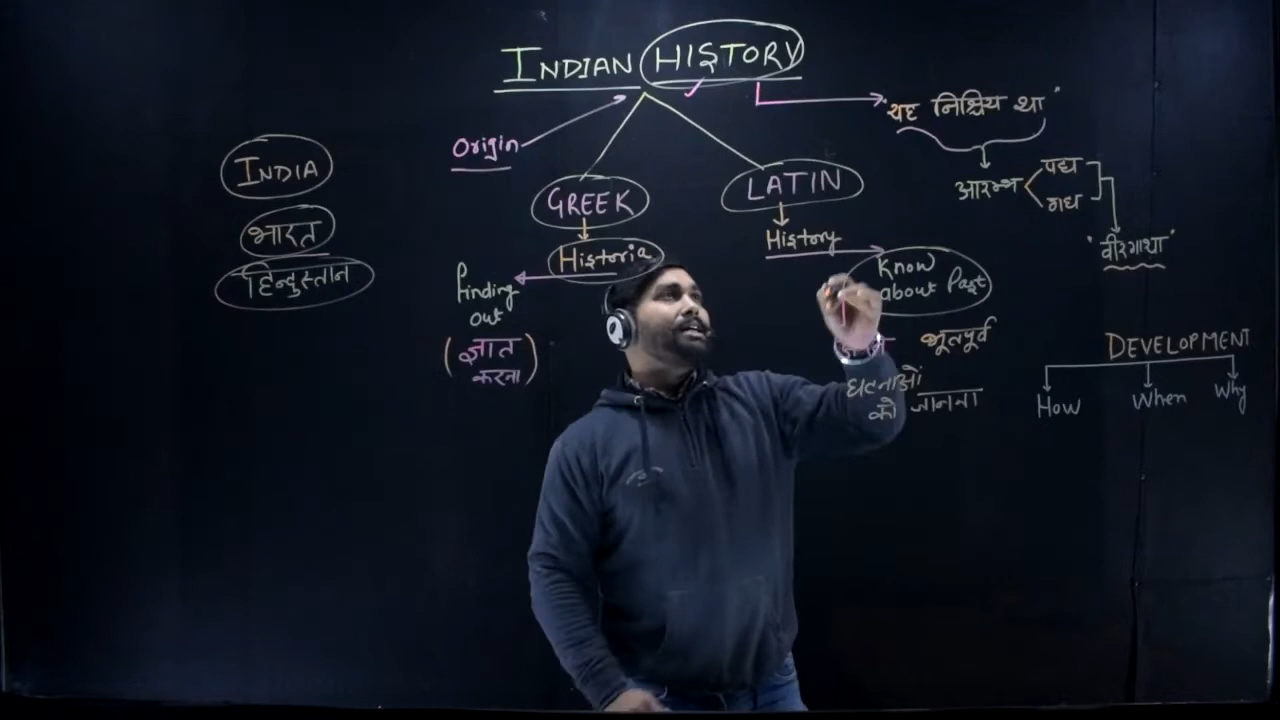 INDIAN HISTORY
"यह निश्चिय था"
Origin
INDIA
GREEK
LATIN
आरम्भ
पद्य
गद्य
भारत
History
"वीरगाथा"
Historia
हिन्दुस्तान
Finding
out
Know
about Past
(ज्ञात
करना)
भूतपूर्व
DEVELOPMENT
घटनाओं
को जानना
How
When
Why